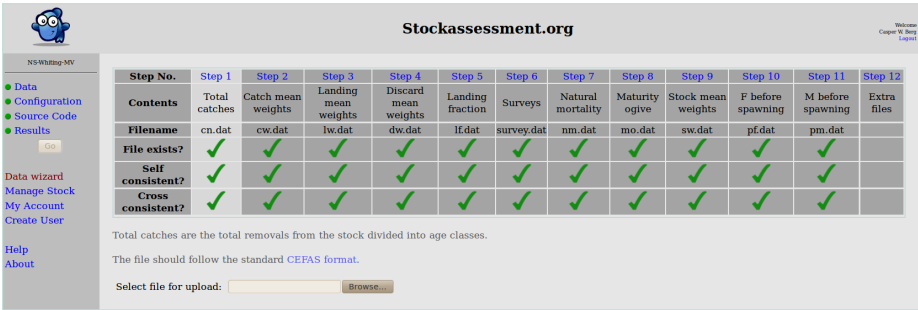 Stockassessment.org
Welcome
Casper W. Berg
Logout
NS-Whiting-MV
Data
Configuration
Source Code
Results
Go
Data wizard
Manage Stock
My Account
Create User
Help
About
Step No. Step 1 Step 2 Step 3 Step 4 Step 5 Step 6 Step 7 Step 8 Step 9 Step 10 Step 11 Step 12
Contents Total catches Catch mean weights Landing mean weights Discard mean weights Landing fraction Surveys Natural mortality Maturity ogive Stock mean weights F before spawning M before spawning Extra files
Filename cn.dat cw.dat lw.dat dw.dat lf.dat survey.dat nm.dat mo.dat sw.dat pf.dat pm.dat
File exists?
Self consistent?
Cross consistent?
Total catches are the total removals from the stock divided into age classes.
The file should follow the standard CEFAS format.
Select file for upload: Browse...